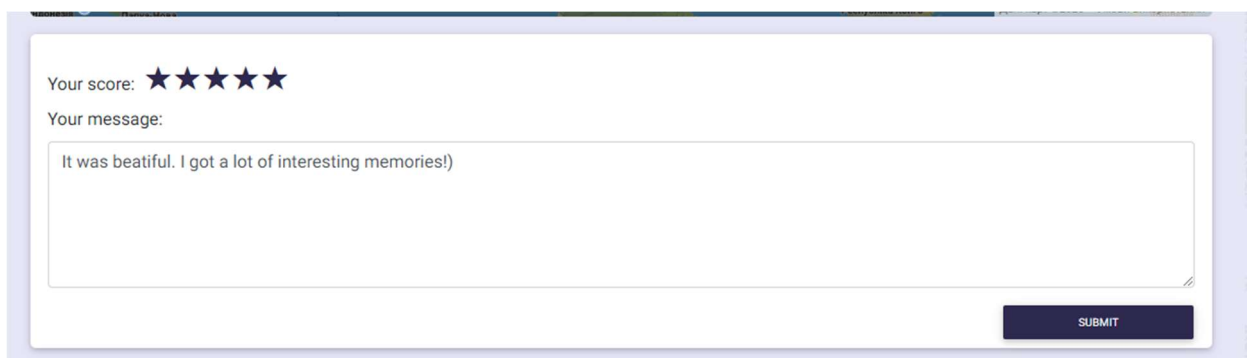 Your score:
Your message:
It was beatiful. I got a lot of interesting memories!)
SUBMIT